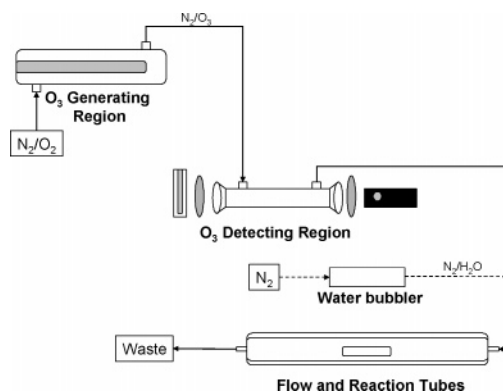 N₂/O₃
O₃ Generating
Region
N₂/O₂
O₃ Detecting Region
N₂
N₂/H₂O
Water bubbler
Waste
Flow and Reaction Tubes